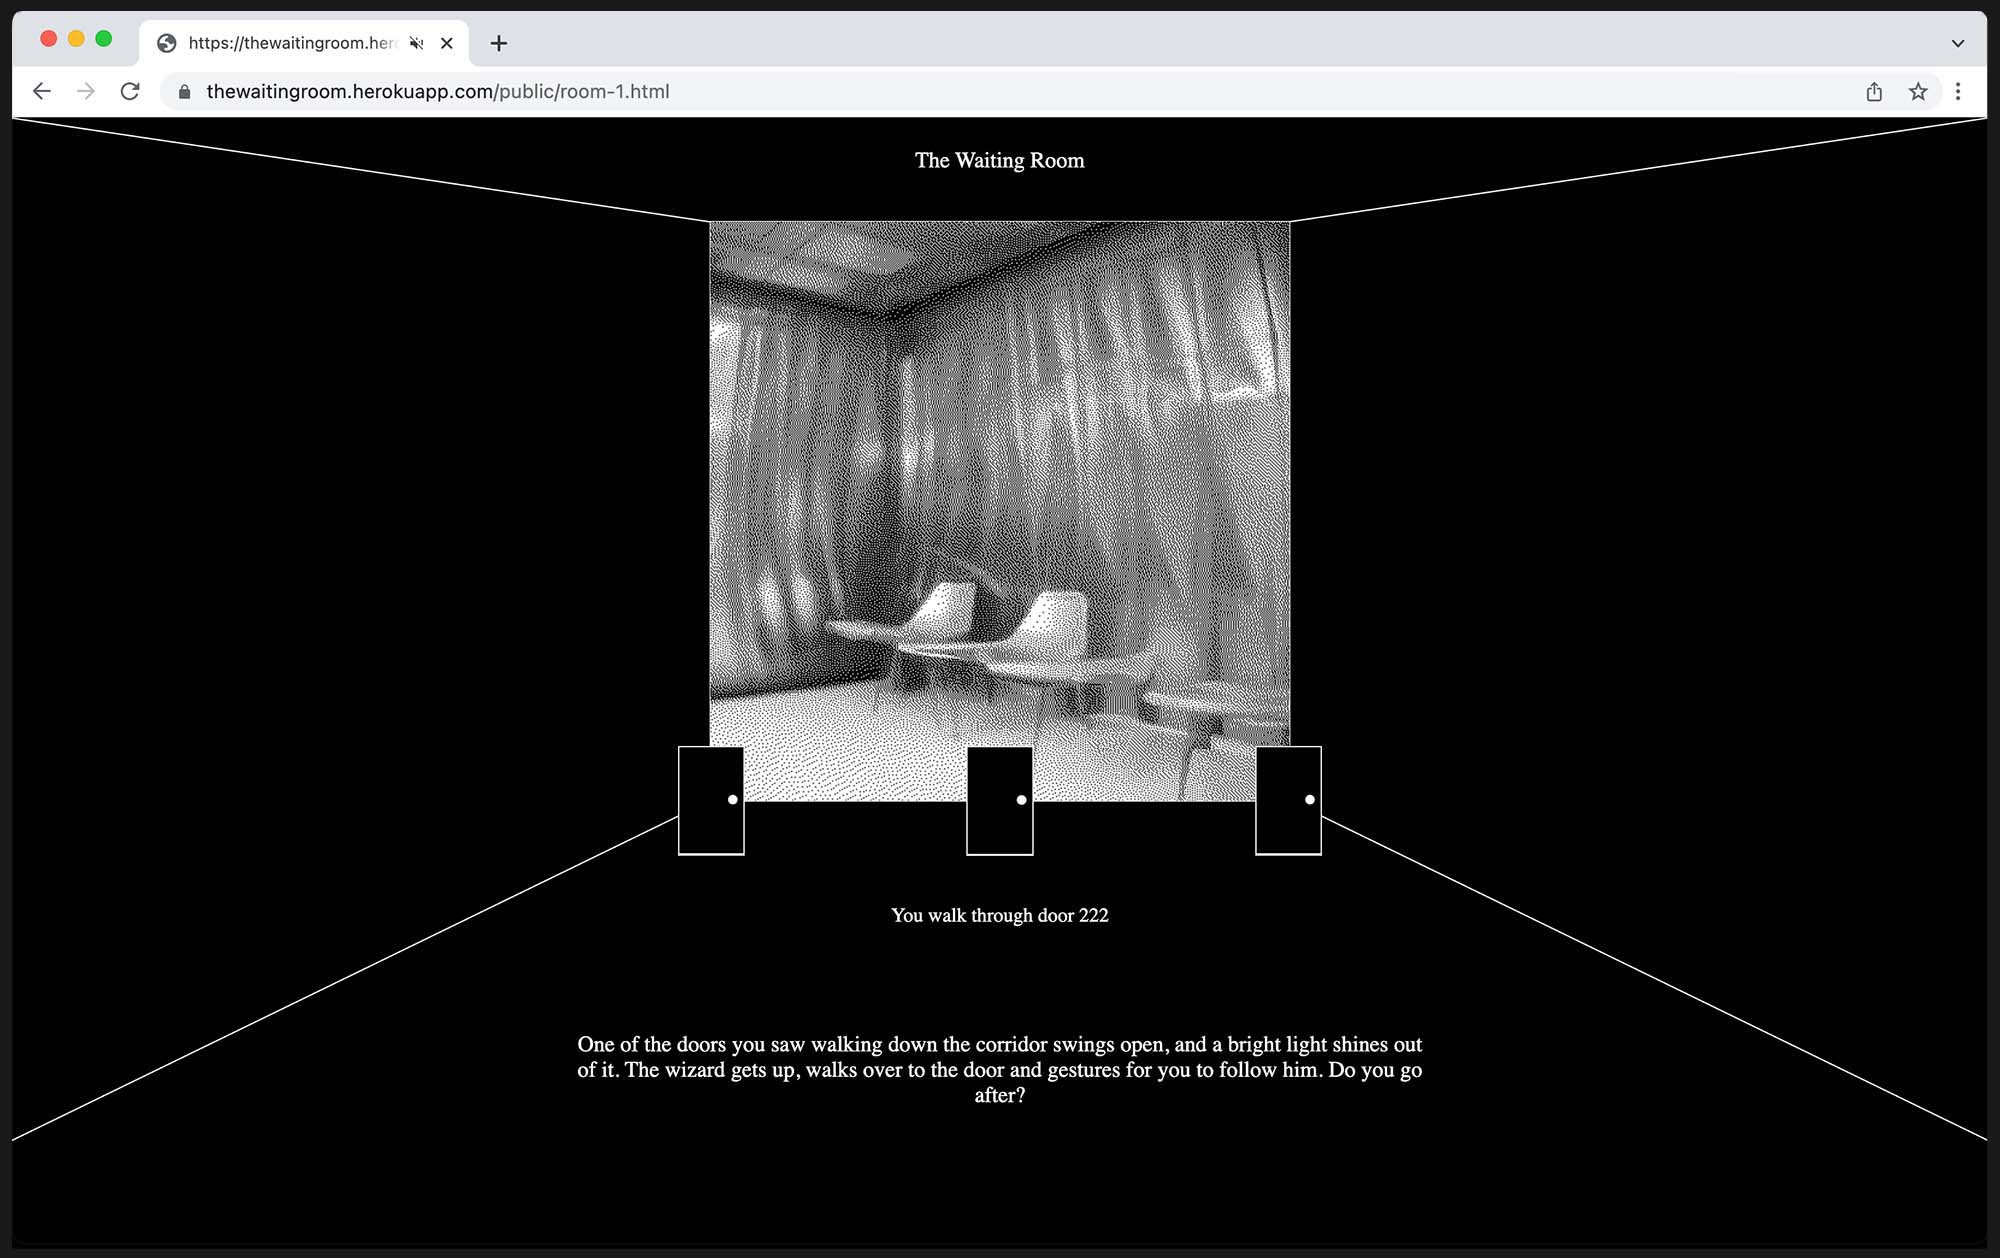 https://thewaitingroom.her
thewaitingroom.herokuapp.com/public/room-1.html
The Waiting Room
You walk through door 222
One of the doors you saw walking down the corridor swings open, and a bright light shines out
of it. The wizard gets up, walks over to the door and gestures for you to follow him. Do you go
after?